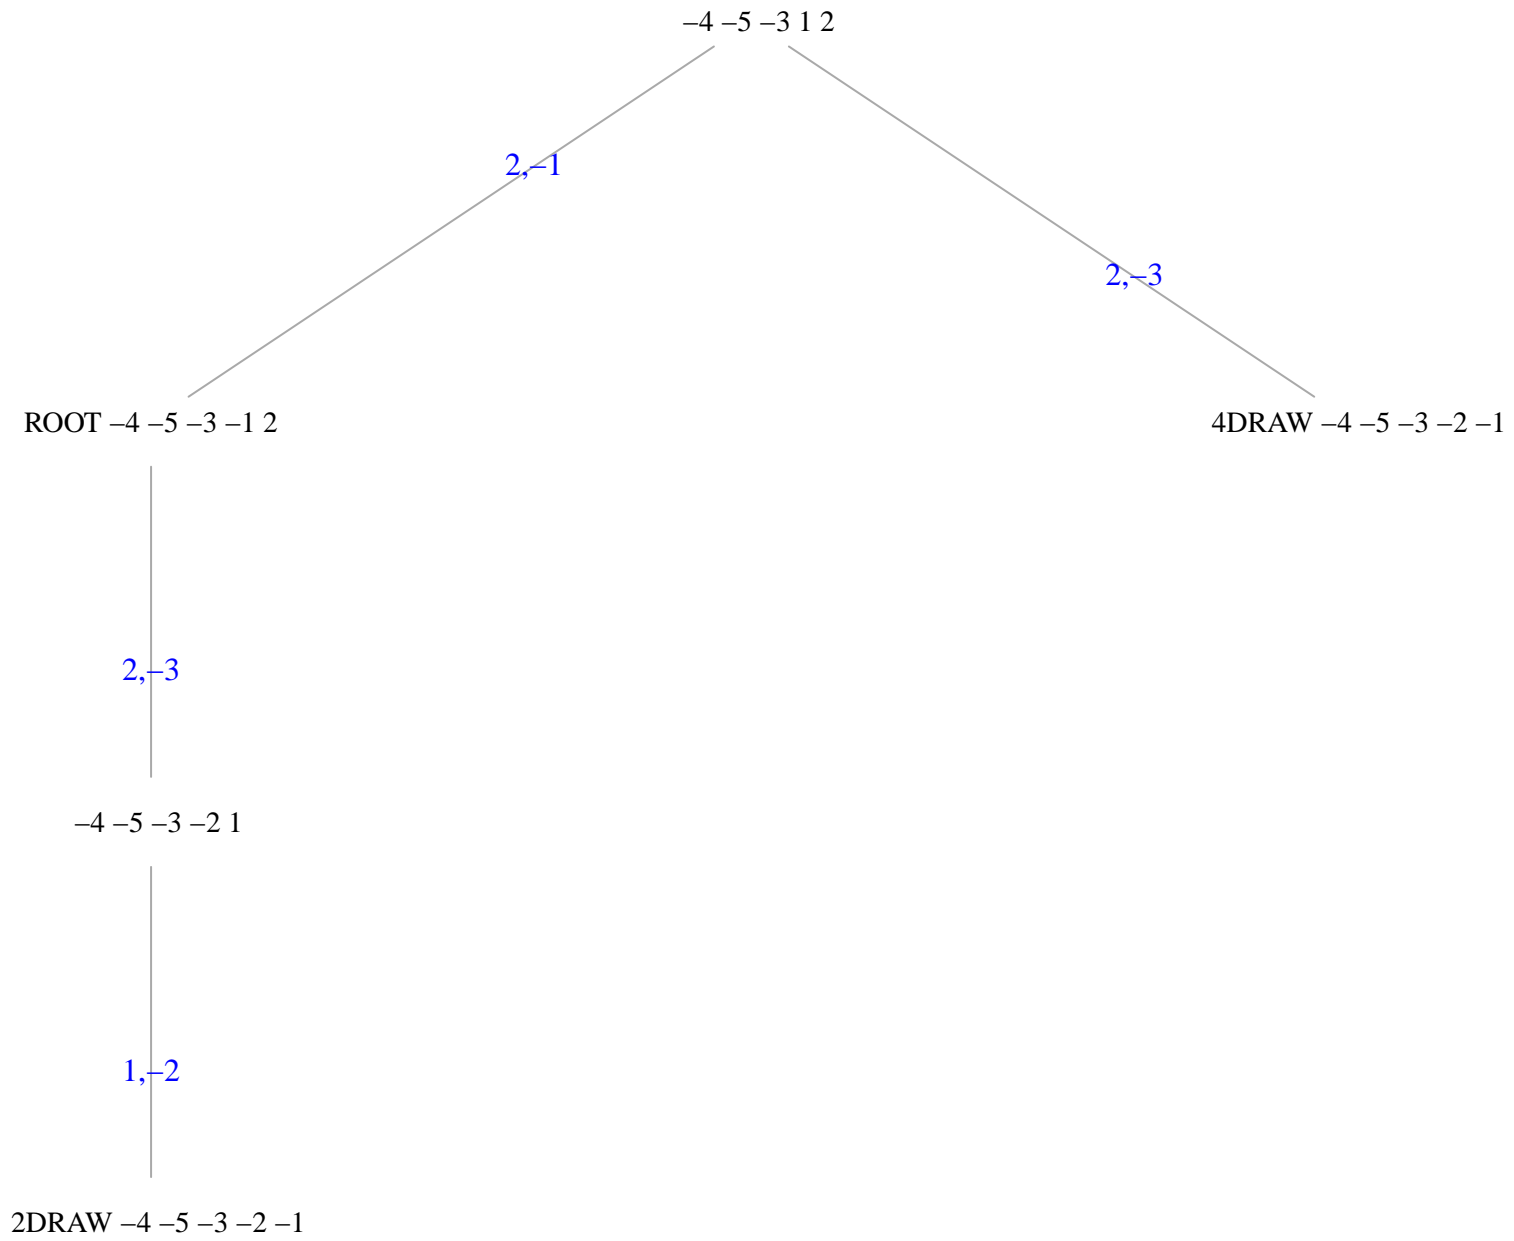 –4 –5 –3 1 2
2,–1
2,–3
ROOT –4 –5 –3 –1 2
4DRAW –4 –5 –3 –2 –1
2,–3
–4 –5 –3 –2 1
1,–2
2DRAW –4 –5 –3 –2 –1